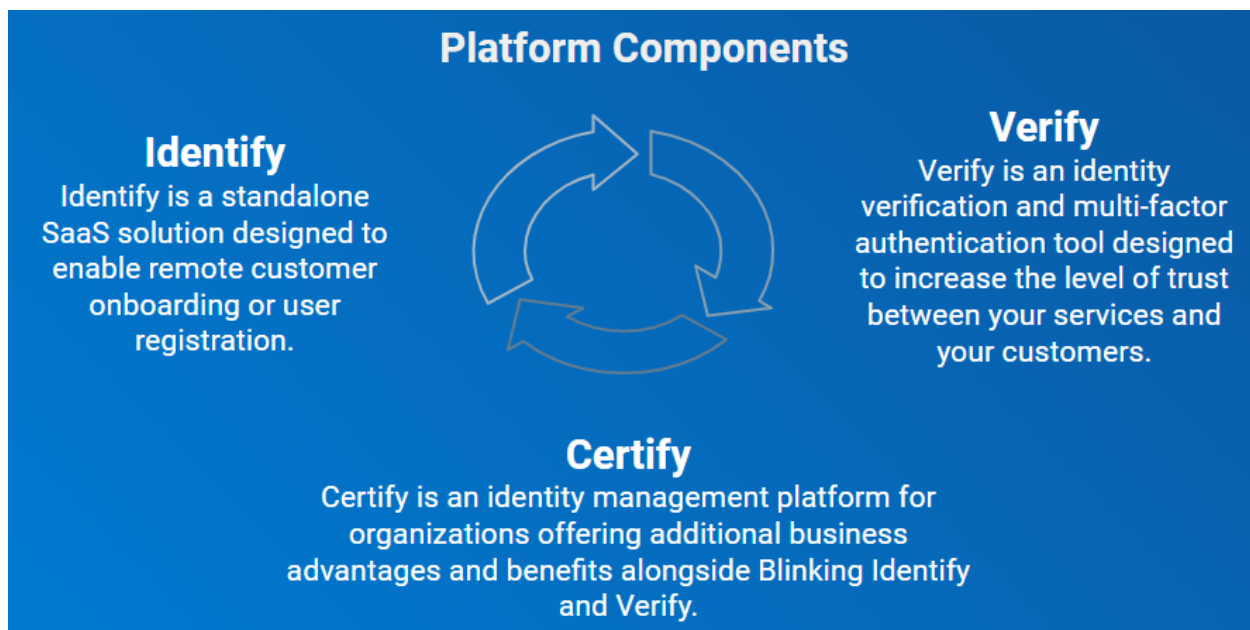 Platform Components
Identify
Identify is a standalone
SaaS solution designed to
enable remote customer
onboarding or user
registration.
Verify
Verify is an identity
verification and multi-factor
authentication tool designed
to increase the level of trust
between your services and
your customers.
Certify
Certify is an identity management platform for
organizations offering additional business
advantages and benefits alongside Blinking Identify
and Verify.